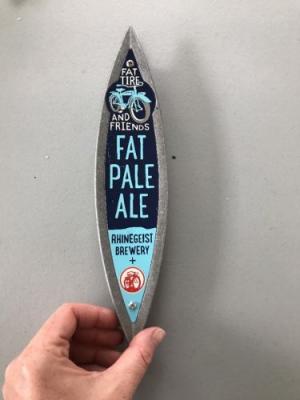 FAT
TIRE
AND
FRIENDS
FAT
PALE
ALE
RHINEGEIST
BREWERY
+